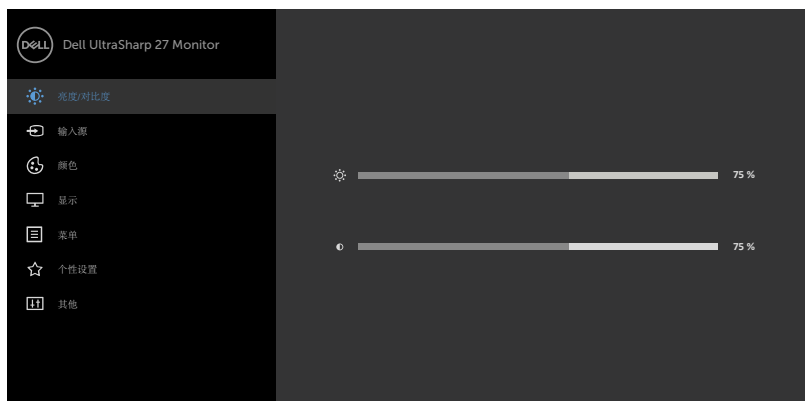 DELL Dell UltraSharp 27 Monitor
亮度/对比度
输入源
颜色
75 %
显示
菜单
75 %
个性设置
其他